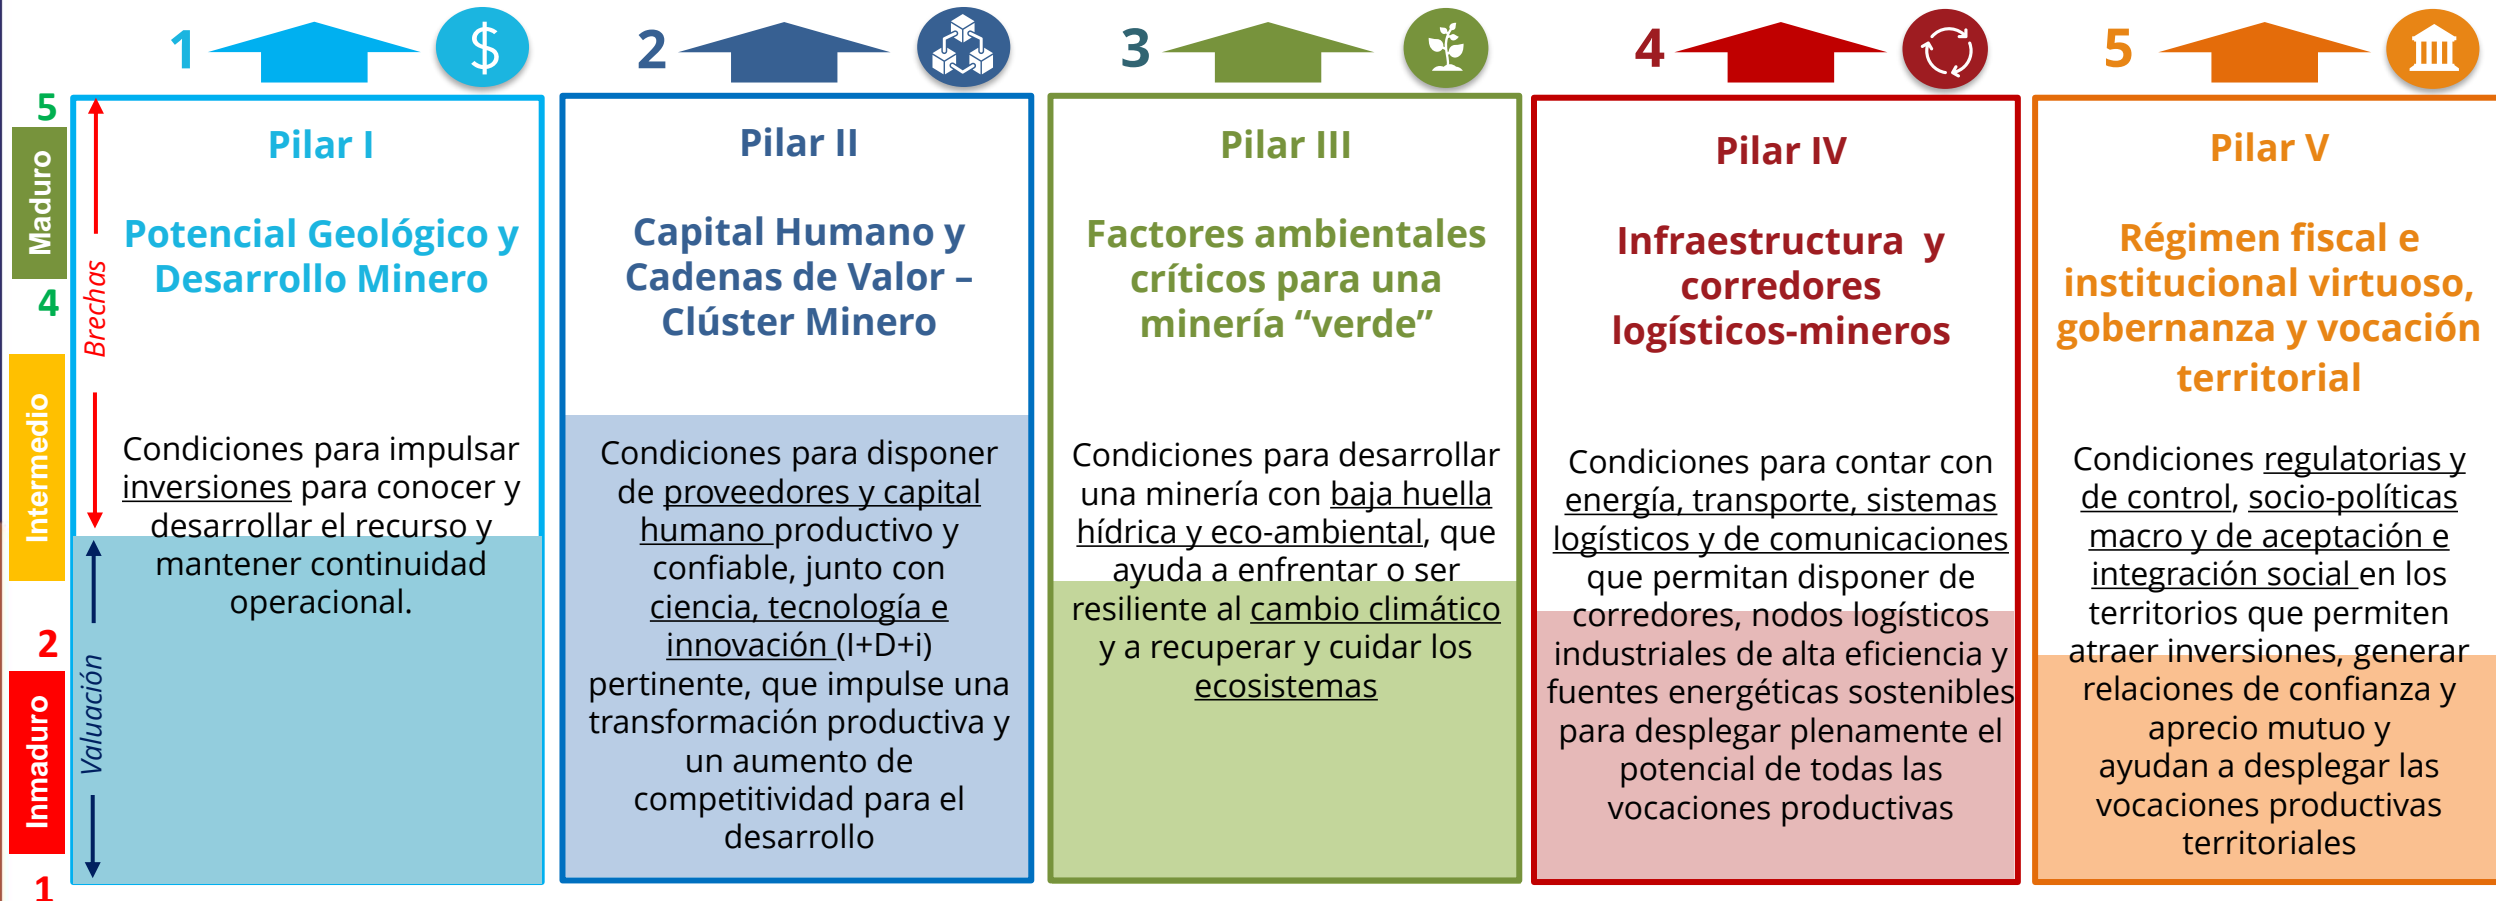 1
2
3
4
5
5
Maduro
4
Intermedio
2
Inmaduro
1
Brechas
Valuación
Pilar I
Potencial Geológico y
Desarrollo Minero
Condiciones para impulsar
inversiones para conocer y
desarrollar el recurso y
mantener continuidad
operacional.
Pilar II
Capital Humano y
Cadenas de Valor –
Clúster Minero
Condiciones para disponer
de proveedores y capital
humano productivo y
confiable, junto con
ciencia, tecnología e
innovación (I+D+i)
pertinente, que impulse una
transformación productiva y
un aumento de
competitividad para el
desarrollo
Pilar III
Factores ambientales
críticos para una
minería “verde”
Condiciones para desarrollar
una minería con baja huella
hídrica y eco-ambiental, que
ayuda a enfrentar o ser
resiliente al cambio climático
y a recuperar y cuidar los
ecosistemas
Pilar IV
Infraestructura y
corredores
logísticos-mineros
Condiciones para contar con
energía, transporte, sistemas
logísticos y de comunicaciones
que permitan disponer de
corredores, nodos logísticos
industriales de alta eficiencia y
fuentes energéticas sostenibles
para desplegar plenamente el
potencial de todas las
vocaciones productivas
Pilar V
Régimen fiscal e
institucional virtuoso,
gobernanza y vocación
territorial
Condiciones regulatorias y
de control, socio-políticas
macro y de aceptación e
integración social en los
territorios que permiten
atraer inversiones, generar
relaciones de confianza y
aprecio mutuo y
ayudan a desplegar las
vocaciones productivas
territoriales